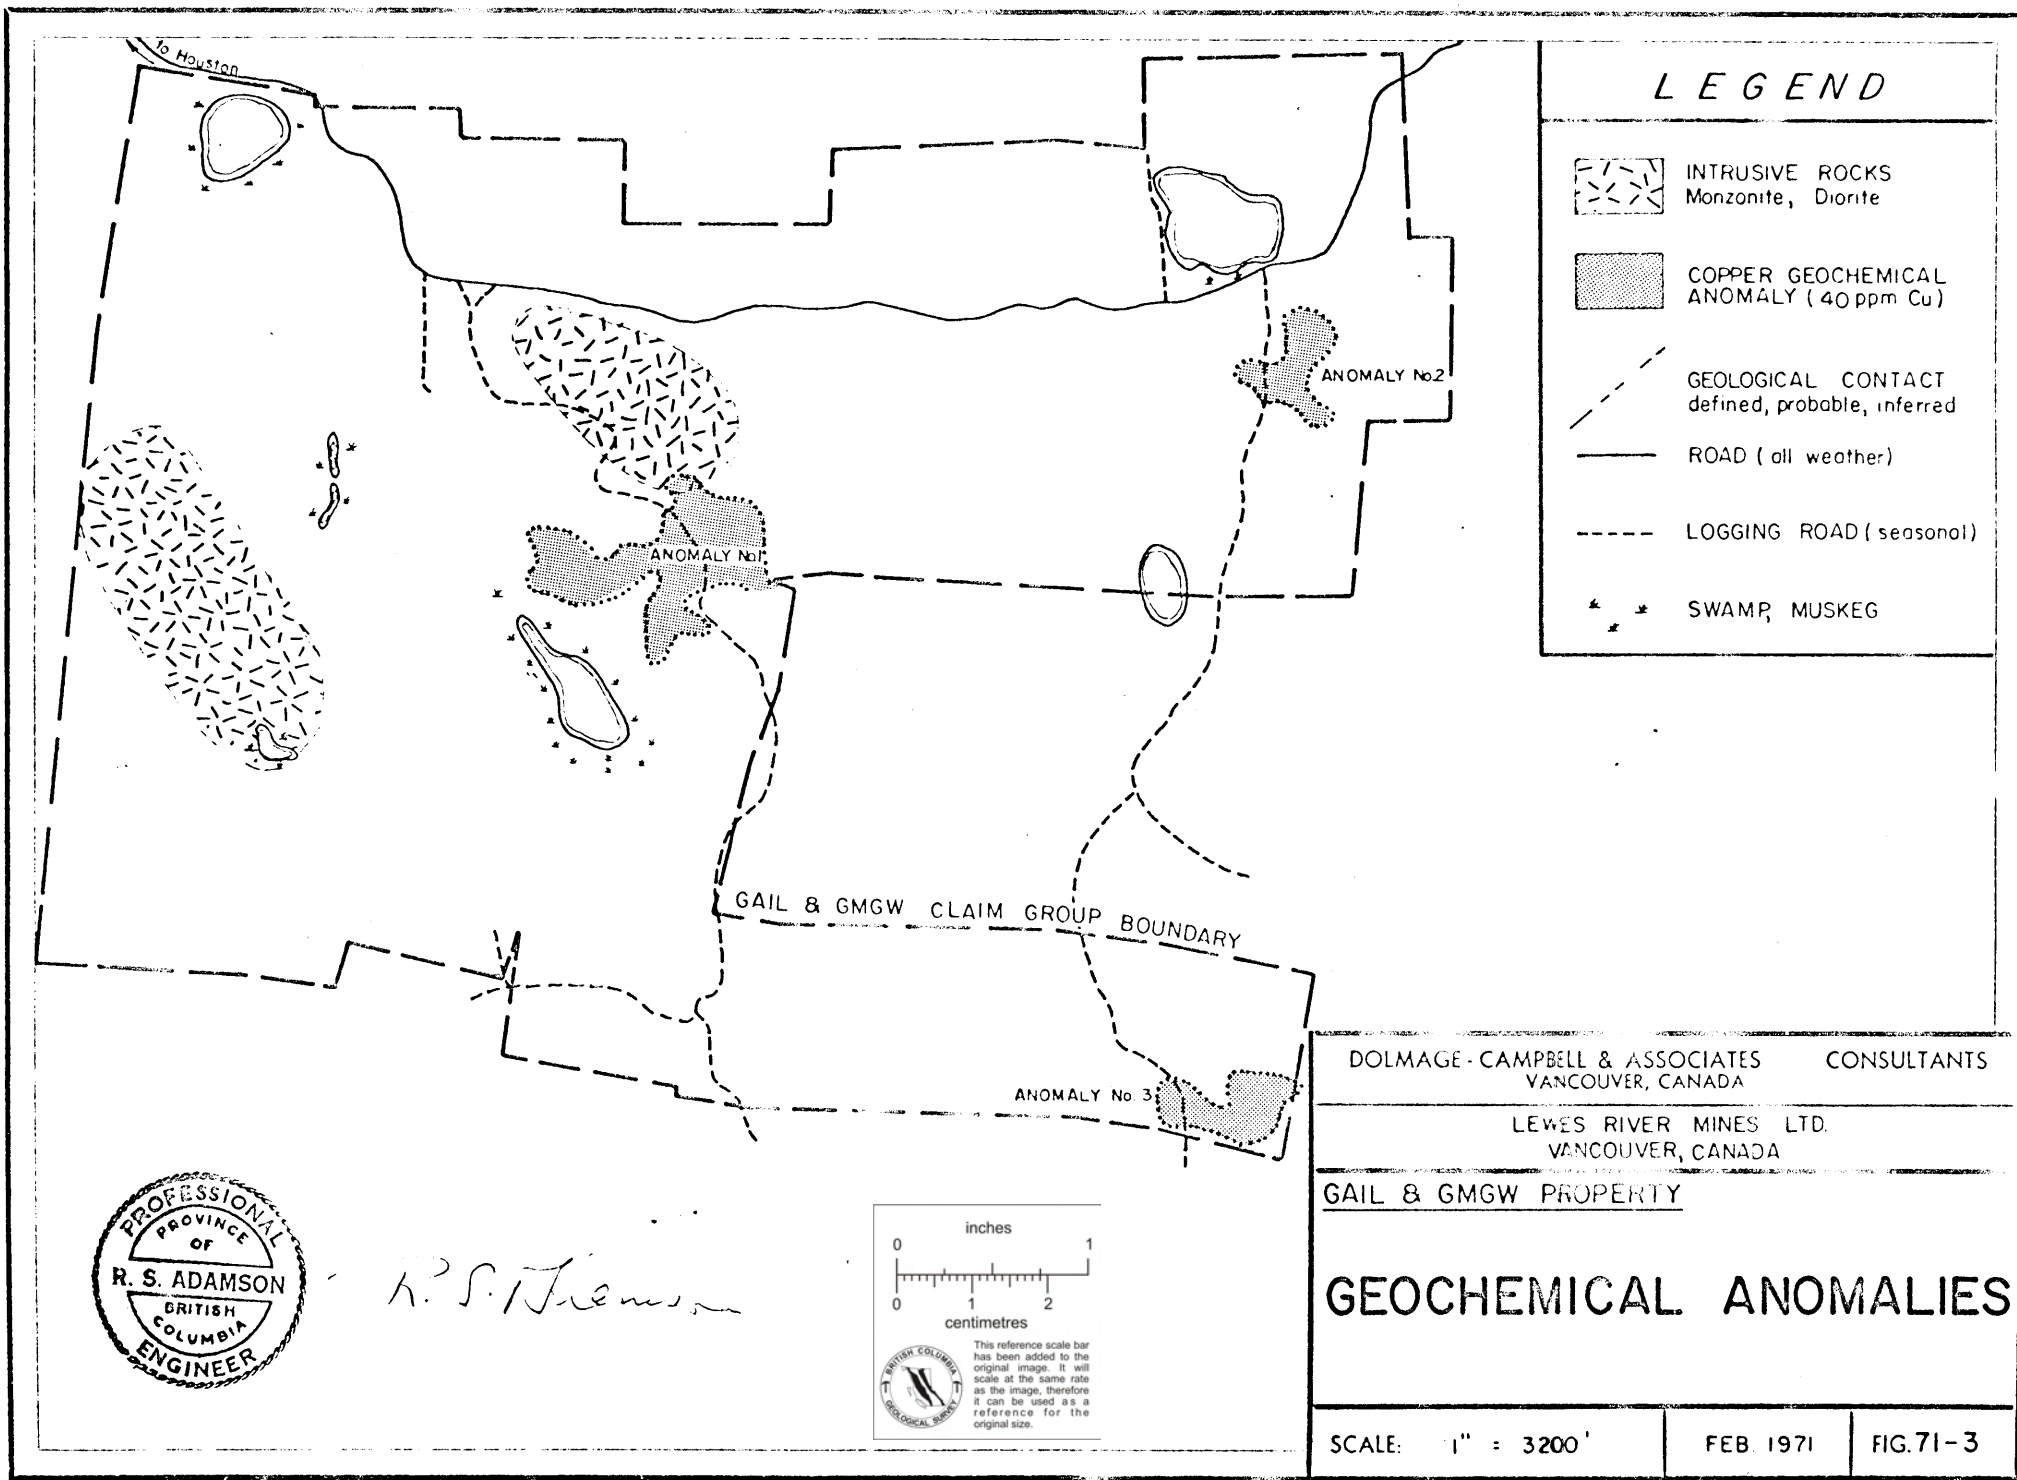 to Houston
LEGEND
INTRUSIVE ROCKS
Monzonite, Diorite
COPPER GEOCHEMICAL
ANOMALY (40 ppm Cu)
GEOLOGICAL CONTACT
defined, probable, inferred
ROAD (all weather)
LOGGING ROAD (seasonal)
SWAMP, MUSKEG
ANOMALY No.2
ANOMALY No.1
GAIL & GMGW CLAIM GROUP BOUNDARY
ANOMALY No. 3
DOLMAGE-CAMPBELL & ASSOCIATES CONSULTANTS
VANCOUVER, CANADA
LEWES RIVER MINES LTD.
VANCOUVER, CANADA
GAIL & GMGW PROPERTY
GEOCHEMICAL ANOMALIES
SCALE: 1" = 3200'
FEB. 1971
FIG. 71-3
PROFESSIONAL
PROVINCE
OF
R. S. ADAMSON
BRITISH
COLUMBIA
ENGINEER
R. S. Adamson
inches
0 1
0 1 2
centimetres
This reference scale bar
has been added to the
original image. It will
scale at the same rate
as the image, therefore
it can be used as a
reference for the
original size.
BRITISH COLUMBIA
GEOLOGICAL SURVEY